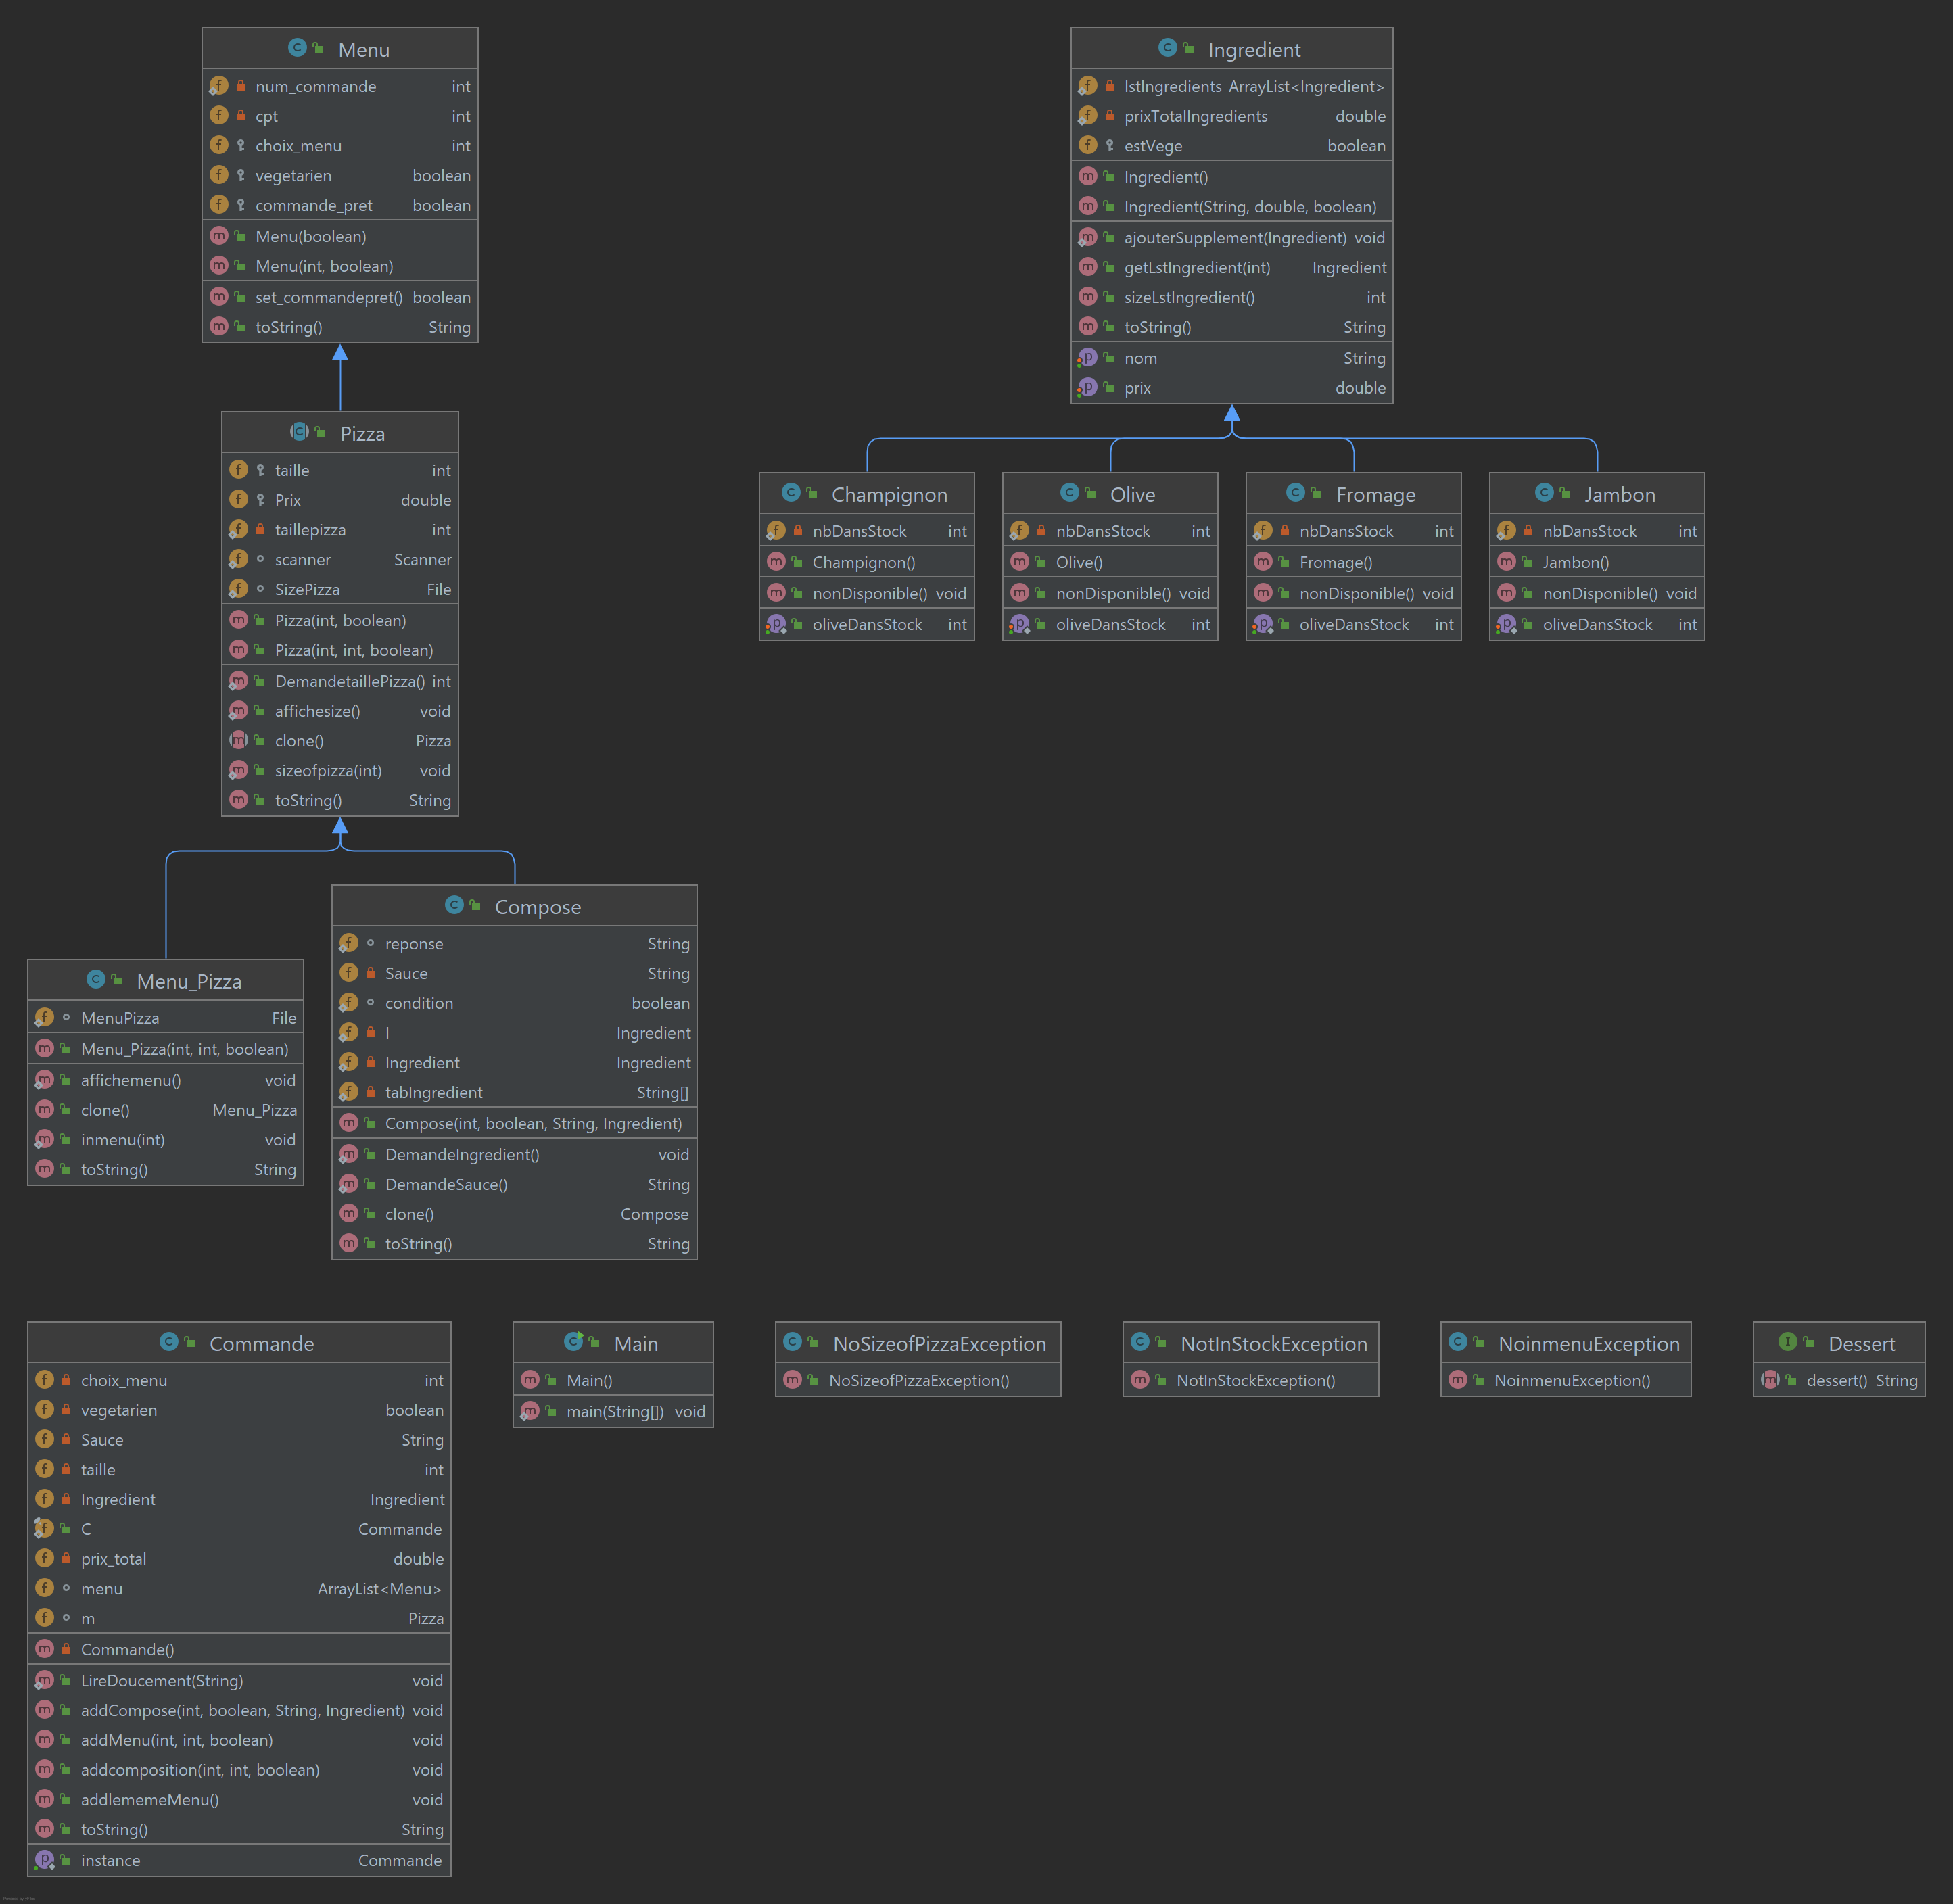 Menu
num_commande int
cpt int
choix_menu int
vegetarien boolean
commande_pret boolean
Menu(boolean)
Menu(int, boolean)
set_commandepret() boolean
toString() String
Ingredient
lstIngredients ArrayList<Ingredient>
prixTotalIngredients double
estVege boolean
Ingredient()
Ingredient(String, double, boolean)
ajouterSupplement(Ingredient) void
getLstIngredient(int) Ingredient
sizeLstIngredient() int
toString() String
nom String
prix double
Pizza
taille int
Prix double
taillepizza int
scanner Scanner
SizePizza File
Pizza(int, boolean)
Pizza(int, int, boolean)
DemandetaillePizza() int
affichesize() void
clone() Pizza
sizeofpizza(int) void
toString() String
Champignon
nbDansStock int
Champignon()
nonDisponible() void
oliveDansStock int
Olive
nbDansStock int
Olive()
nonDisponible() void
oliveDansStock int
Fromage
nbDansStock int
Fromage()
nonDisponible() void
oliveDansStock int
Jambon
nbDansStock int
Jambon()
nonDisponible() void
oliveDansStock int
Menu_Pizza
MenuPizza File
Menu_Pizza(int, int, boolean)
affichemenu() void
clone() Menu_Pizza
inmenu(int) void
toString() String
Compose
reponse String
Sauce String
condition boolean
I Ingredient
Ingredient Ingredient
tabIngredient String[]
Compose(int, boolean, String, Ingredient)
DemandeIngredient() void
DemandeSauce() String
clone() Compose
toString() String
Commande
choix_menu int
vegetarien boolean
Sauce String
taille int
Ingredient Ingredient
C Commande
prix_total double
menu ArrayList<Menu>
m Pizza
Commande()
LireDoucement(String) void
addCompose(int, boolean, String, Ingredient) void
addMenu(int, int, boolean) void
addcomposition(int, int, boolean) void
addlememeMenu() void
toString() String
instance Commande
Main
Main()
main(String[]) void
NoSizeofPizzaException
NoSizeofPizzaException()
NotInStockException
NotInStockException()
NoinmenuException
NoinmenuException()
Dessert
dessert() String
Powered by yFiles